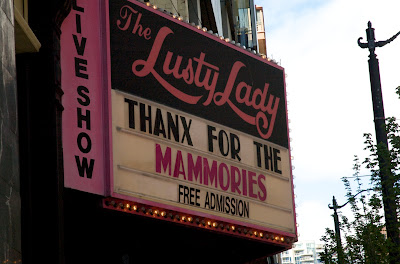 LIVE SHOW
The
Lusty Lady
THANX FOR THE
MAMMORIES
FREE ADMISSION